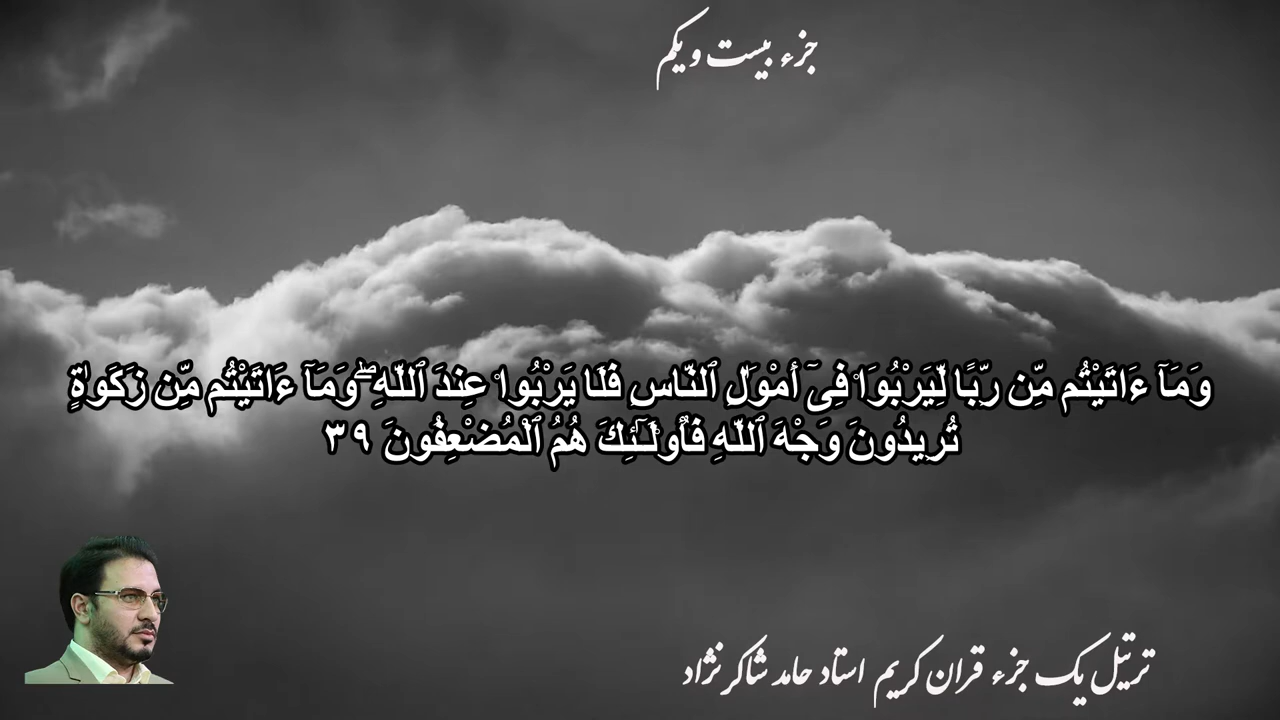 جزء بیست و یکم
وَمَآ ءَاتَيْتُم مِّن رِّبًا لِّيَرْبُوَا۟ فِىٓ أَمْوَٰلِ ٱلنَّاسِ فَلَا يَرْبُوا۟ عِندَ ٱللَّهِ ۖ وَمَآ ءَاتَيْتُم مِّن زَكَوٰةٍ
تُرِيدُونَ وَجْهَ ٱللَّهِ فَأُو۟لَٰٓئِكَ هُمُ ٱلْمُضْعِفُونَ ٣٩
ترتیل یک جزء قران کریم استاد حامد شاکرنژاد